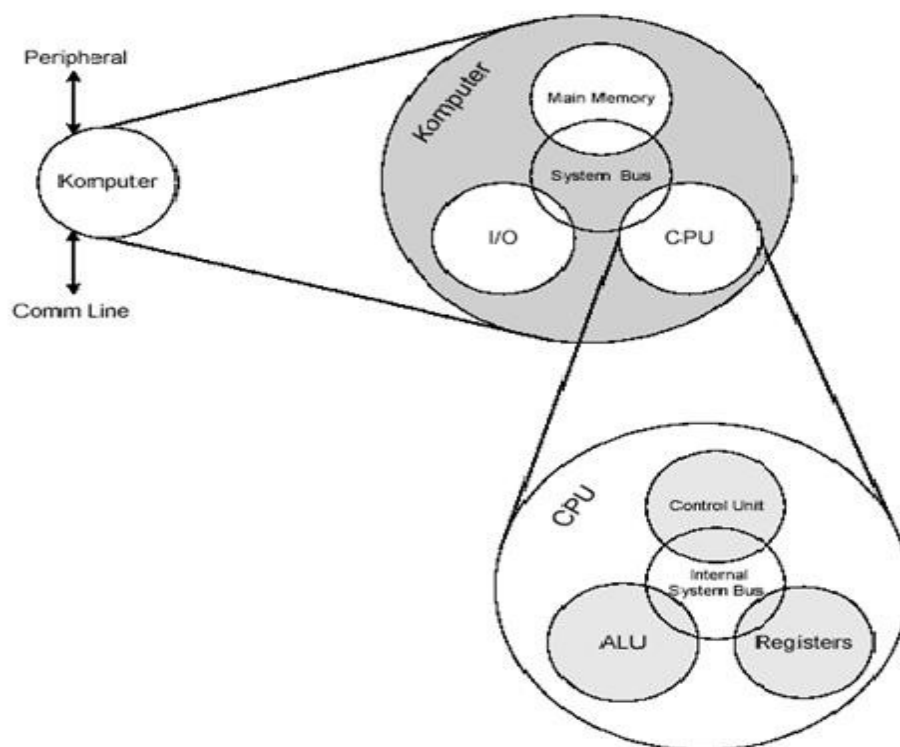 Peripheral
Komputer
Comm Line
Komputer
Main Memory
System Bus
I/O
CPU
CPU
Control Unit
Internal
System Bus
ALU
Registers